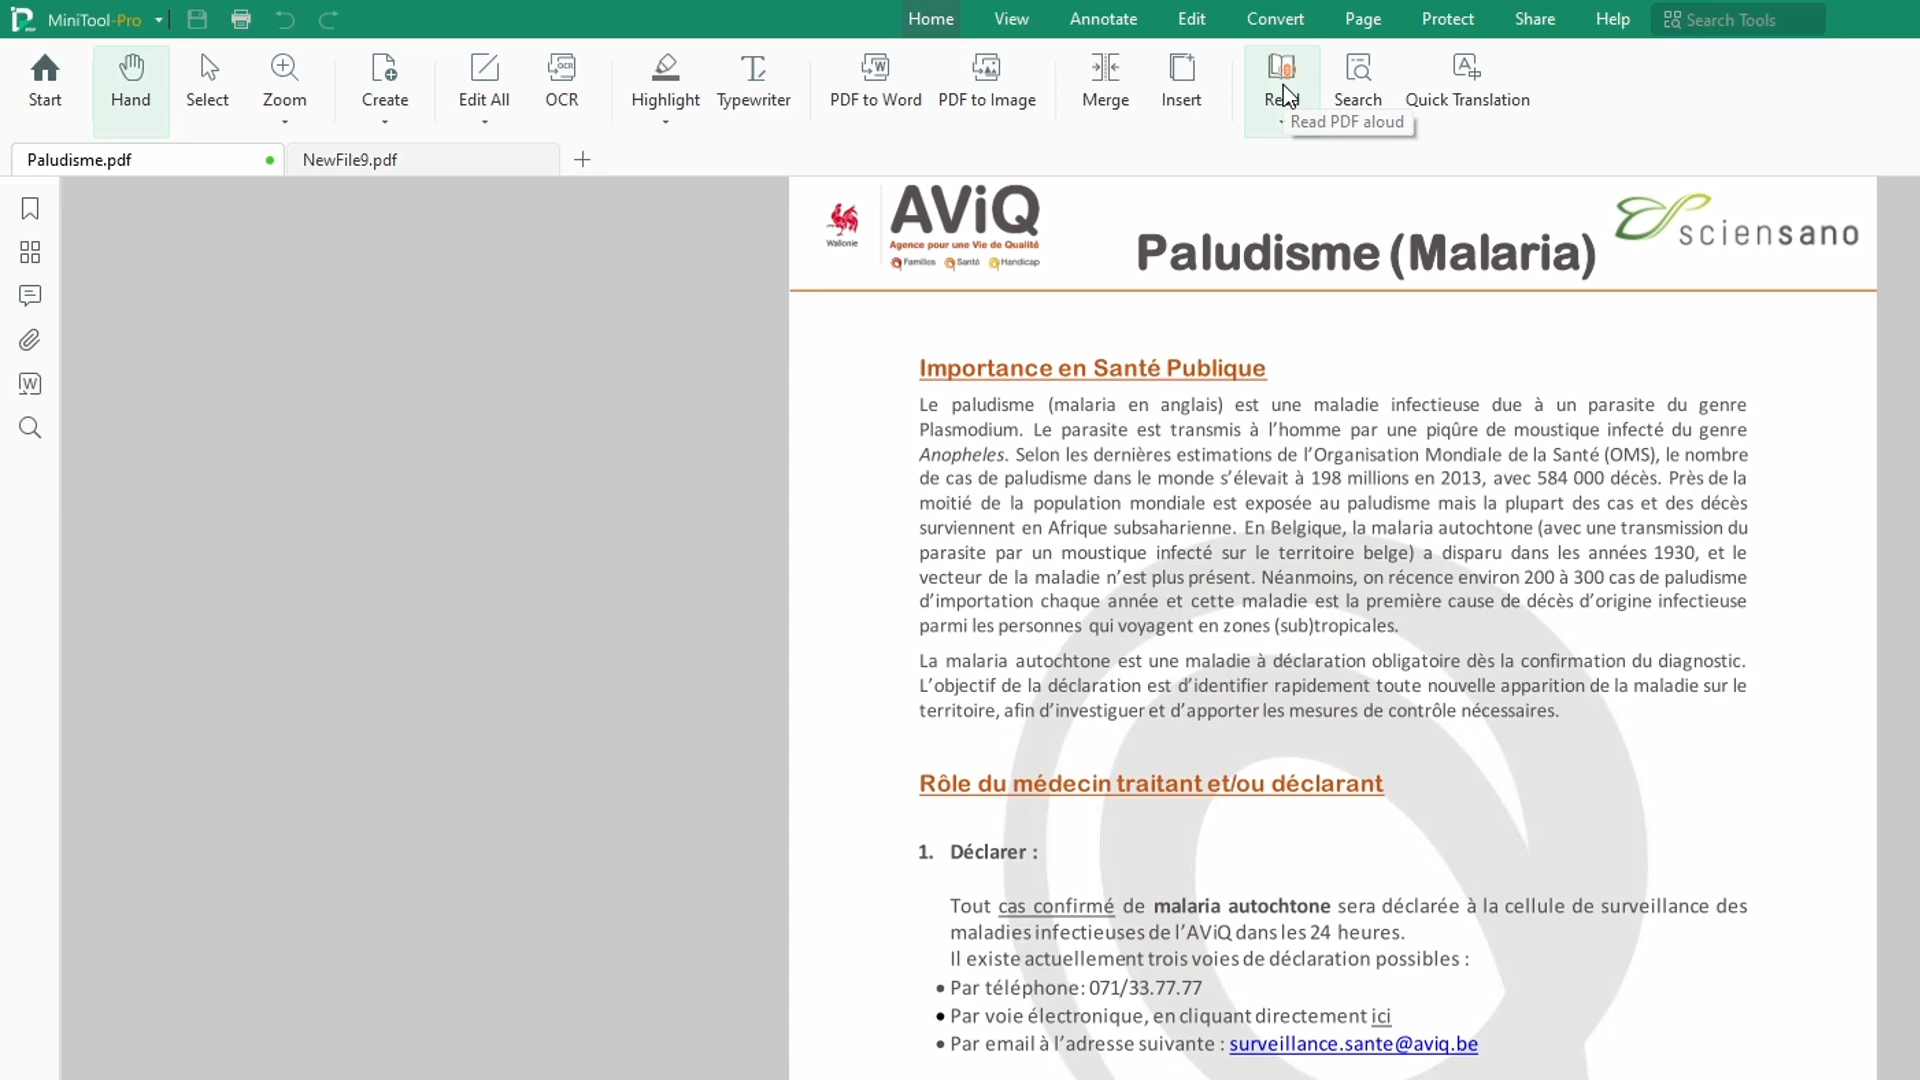 MiniTool-Pro
Home View Annotate Edit Convert Page Protect Share Help Search Tools
Start Hand Select Zoom Create Edit All OCR Highlight Typewriter PDF to Word PDF to Image Merge Insert Read Search Quick Translation
Read PDF aloud
Paludisme.pdf NewFile9.pdf
Wallonie
AViQ
Agence pour une Vie de Qualité
Familles Santé Handicap
Paludisme (Malaria)
sciensano
Importance en Santé Publique
Le paludisme (malaria en anglais) est une maladie infectieuse due à un parasite du genre
Plasmodium. Le parasite est transmis à l’homme par une piqûre de moustique infecté du genre
Anopheles. Selon les dernières estimations de l’Organisation Mondiale de la Santé (OMS), le nombre
de cas de paludisme dans le monde s’élevait à 198 millions en 2013, avec 584 000 décès. Près de la
moitié de la population mondiale est exposée au paludisme mais la plupart des cas et des décès
surviennent en Afrique subsaharienne. En Belgique, la malaria autochtone (avec une transmission du
parasite par un moustique infecté sur le territoire belge) a disparu dans les années 1930, et le
vecteur de la maladie n’est plus présent. Néanmoins, on récence environ 200 à 300 cas de paludisme
d’importation chaque année et cette maladie est la première cause de décès d’origine infectieuse
parmi les personnes qui voyagent en zones (sub)tropicales.
La malaria autochtone est une maladie à déclaration obligatoire dès la confirmation du diagnostic.
L’objectif de la déclaration est d’identifier rapidement toute nouvelle apparition de la maladie sur le
territoire, afin d’investiguer et d’apporter les mesures de contrôle nécessaires.
Rôle du médecin traitant et/ou déclarant
1. Déclarer :
Tout cas confirmé de malaria autochtone sera déclarée à la cellule de surveillance des
maladies infectieuses de l’AViQ dans les 24 heures.
Il existe actuellement trois voies de déclaration possibles :
• Par téléphone: 071/33.77.77
• Par voie électronique, en cliquant directement ici
• Par email à l’adresse suivante : surveillance.sante@aviq.be